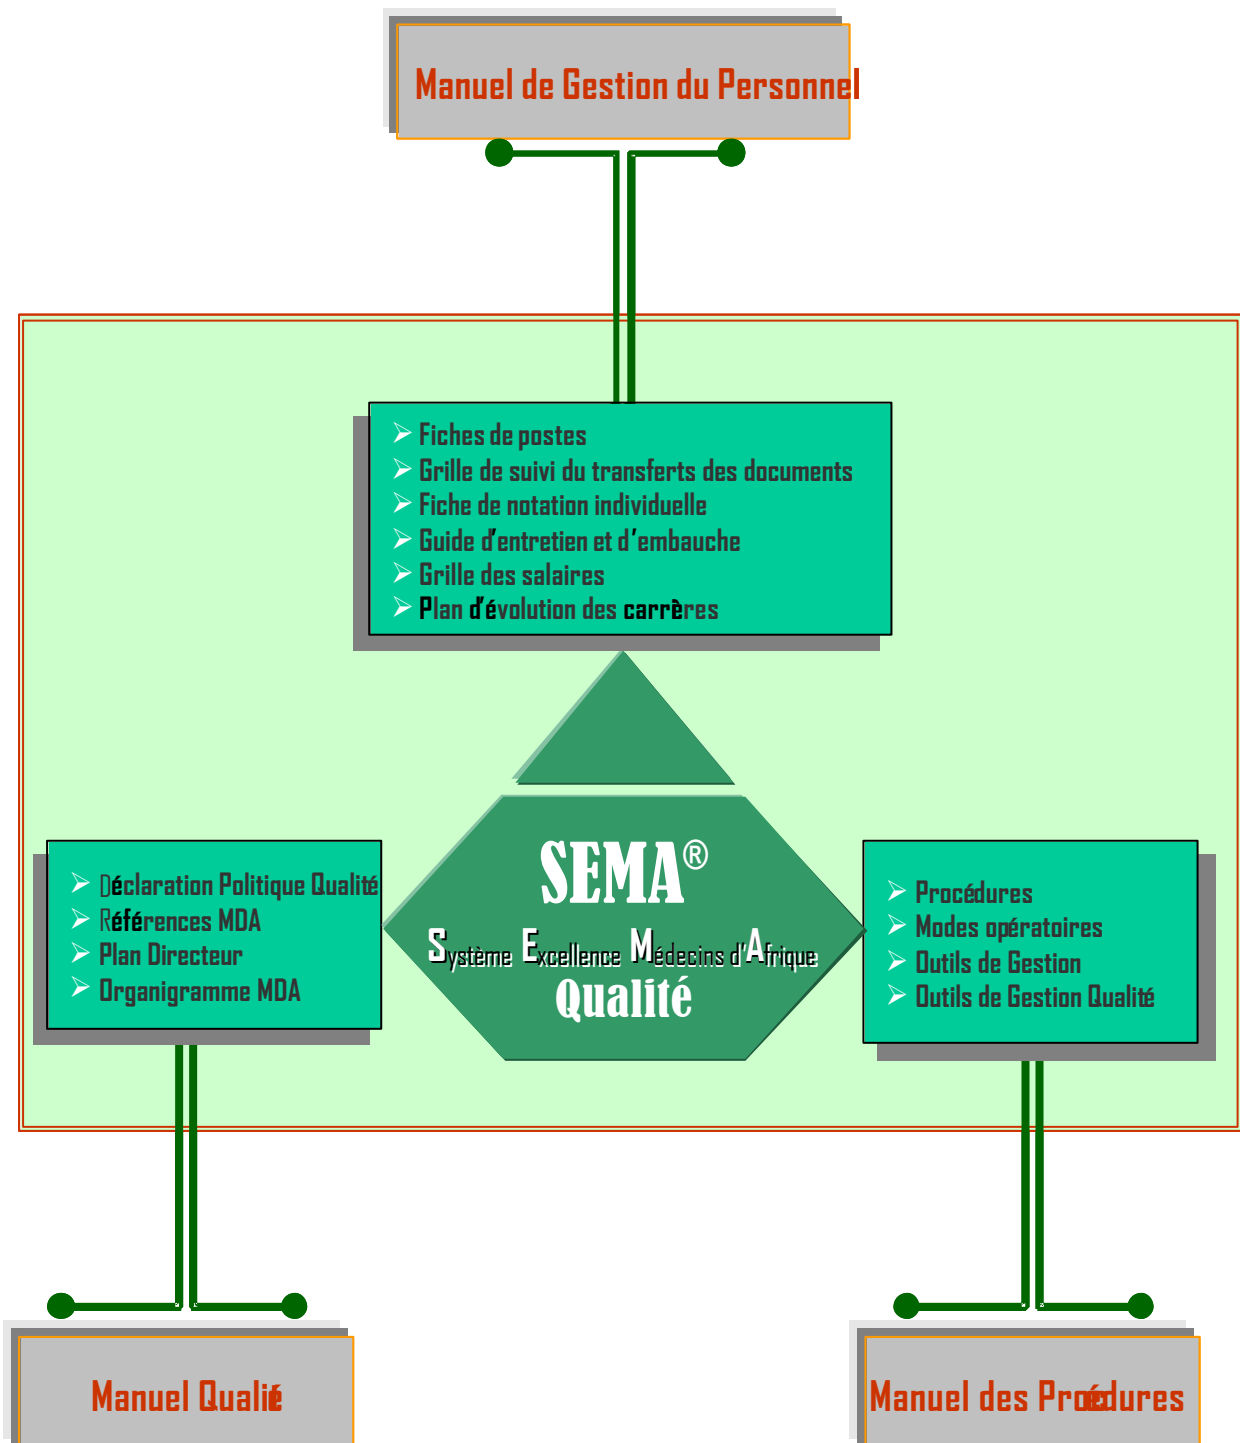 Manuel de Gestion du Personnel
➢ Fiches de postes
➢ Grille de suivi du transferts des documents
➢ Fiche de notation individuelle
➢ Guide d’entretien et d’embauche
➢ Grille des salaires
➢ Plan d’évolution des carrères
SEMA®
Système Excellence Médecins d'Afrique
Qualité
➢ Déclaration Politique Qualité
➢ Références MDA
➢ Plan Directeur
➢ Organigramme MDA
➢ Procédures
➢ Modes opératoires
➢ Outils de Gestion
➢ Outils de Gestion Qualité
Manuel Qualié
Manuel des Procédures